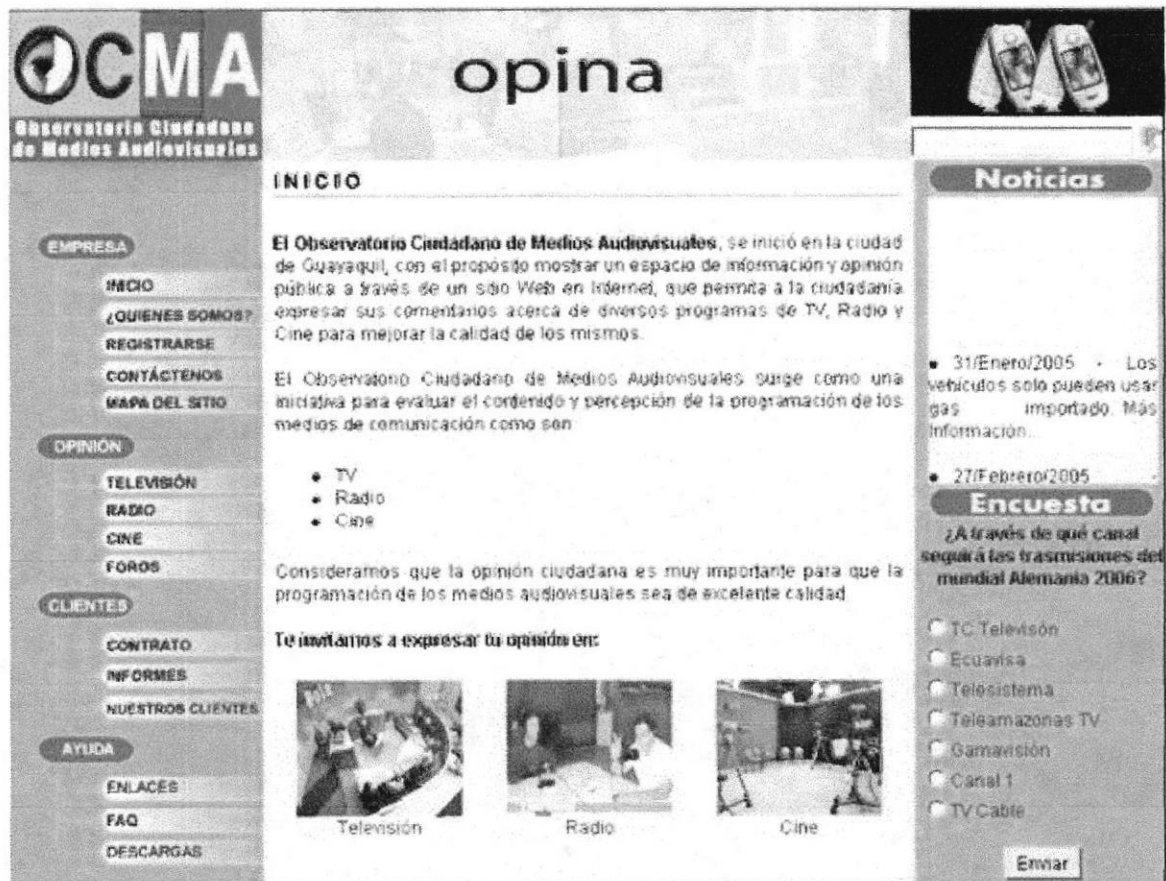 OCMA
Observatorio Ciudadano
de Medios Audiovisuales
opina
EMPRESA
INICIO
¿QUIENES SOMOS?
REGISTRARSE
CONTÁCTENOS
MAPA DEL SITIO
OPINIÓN
TELEVISIÓN
RADIO
CINE
FOROS
CLIENTES
CONTRATO
INFORMES
NUESTROS CLIENTES
AYUDA
ENLACES
FAQ
DESCARGAS
INICIO
El Observatorio Ciudadano de Medios Audiovisuales, se inició en la ciudad
de Guayaquil, con el propósito mostrar un espacio de información y opinión
pública a través de un sitio Web en Internet, que permita a la ciudadanía
expresar sus comentarios acerca de diversos programas de TV, Radio y
Cine para mejorar la calidad de los mismos.
El Observatorio Ciudadano de Medios Audiovisuales surge como una
iniciativa para evaluar el contenido y percepción de la programación de los
medios de comunicación como son
• TV
• Radio
• Cine
Consideramos que la opinión ciudadana es muy importante para que la
programación de los medios audiovisuales sea de excelente calidad
Te invitamos a expresar tu opinión en:
Televisión
Radio
Cine
Noticias
• 31/Enero/2005 - Los
vehículos solo pueden usar
gas importado. Más
Información...
• 27/Febrero/2005 -
Encuesta
¿A través de qué canal
seguirá las trasmisiones del
mundial Alemania 2006?
TC Televisón
Ecuavisa
Telesistema
Teleamazonas TV
Gamavisión
Canal 1
TV Cable
Enviar